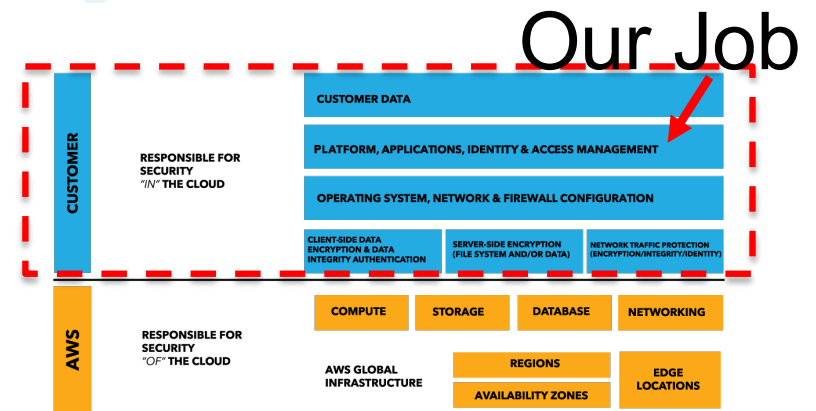 Our Job
CUSTOMER
RESPONSIBLE FOR
SECURITY
"IN" THE CLOUD
CUSTOMER DATA
PLATFORM, APPLICATIONS, IDENTITY & ACCESS MANAGEMENT
OPERATING SYSTEM, NETWORK & FIREWALL CONFIGURATION
CLIENT-SIDE DATA
ENCRYPTION & DATA
INTEGRITY AUTHENTICATION
SERVER-SIDE ENCRYPTION
(FILE SYSTEM AND/OR DATA)
NETWORK TRAFFIC PROTECTION
(ENCRYPTION/INTEGRITY/IDENTITY)
AWS
RESPONSIBLE FOR
SECURITY
"OF" THE CLOUD
COMPUTE
STORAGE
DATABASE
NETWORKING
AWS GLOBAL
INFRASTRUCTURE
REGIONS
AVAILABILITY ZONES
EDGE
LOCATIONS